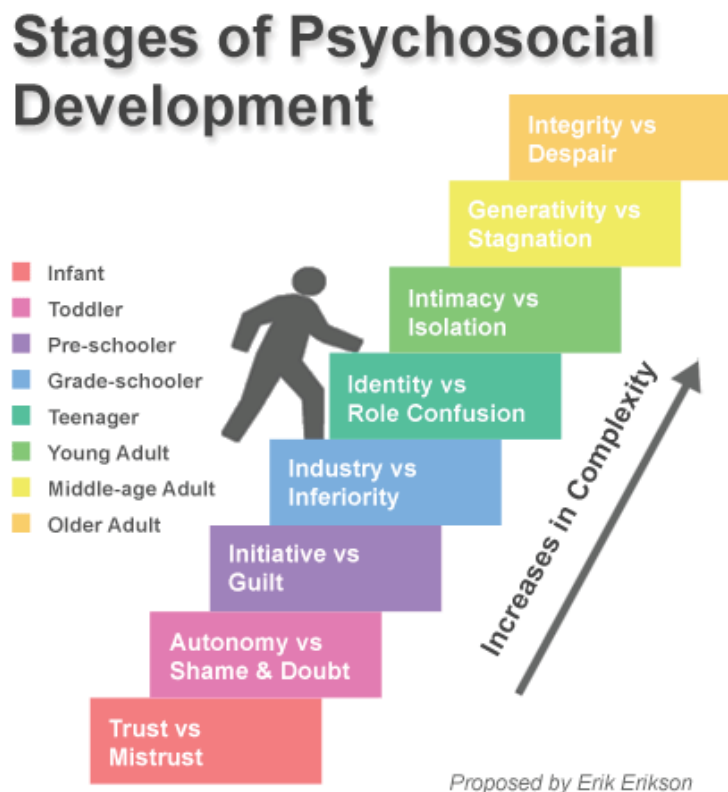 Stages of Psychosocial
Development
Integrity vs
Despair
Generativity vs
Stagnation
Intimacy vs
Isolation
Identity vs
Role Confusion
Industry vs
Inferiority
Initiative vs
Guilt
Autonomy vs
Shame & Doubt
Trust vs
Mistrust
Infant
Toddler
Pre-schooler
Grade-schooler
Teenager
Young Adult
Middle-age Adult
Older Adult
Increases in Complexity
Proposed by Erik Erikson